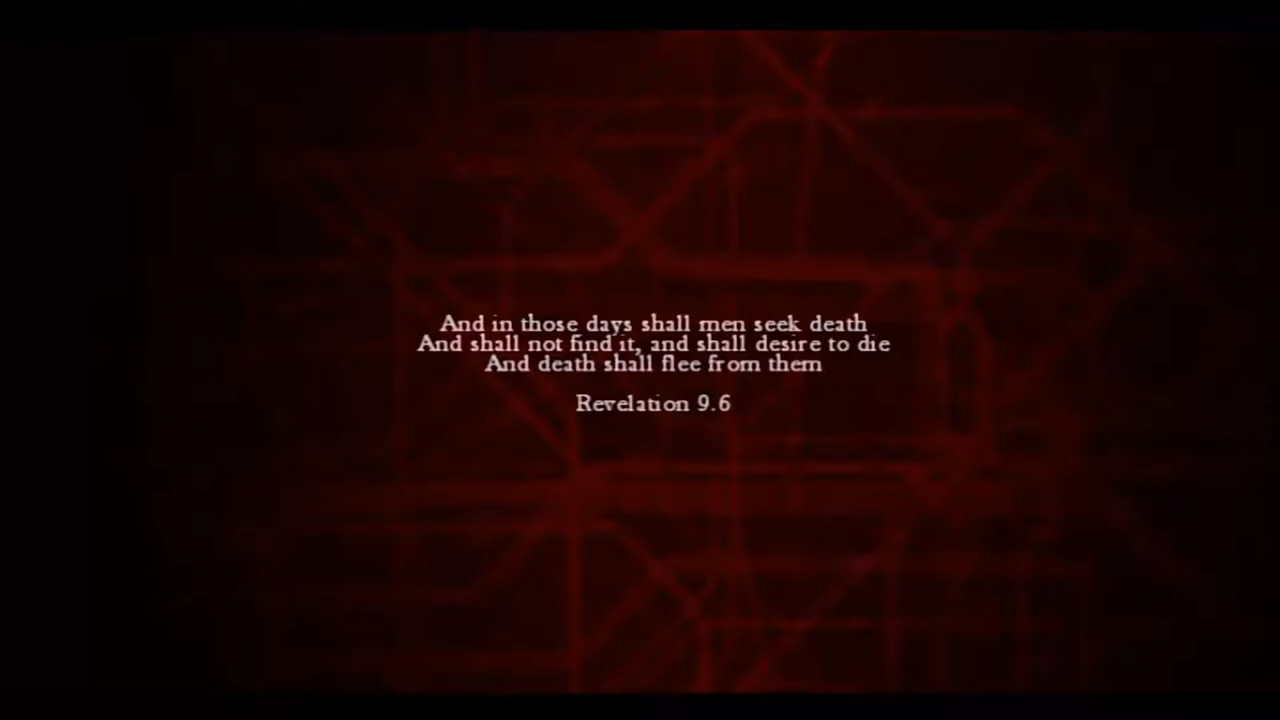 And in those days shall men seek death
And shall not find it, and shall desire to die
And death shall flee from them
Revelation 9.6